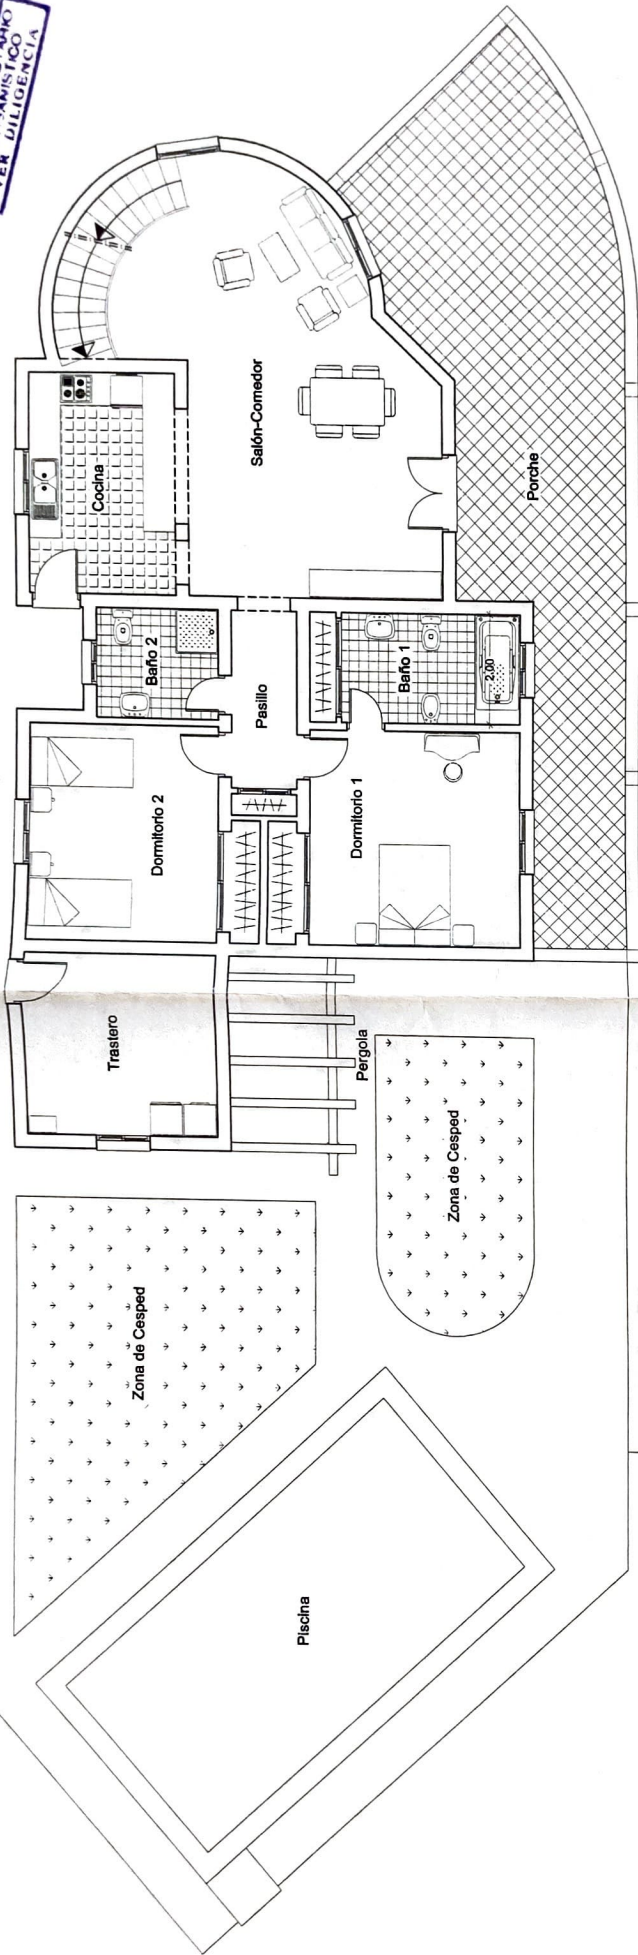 VER DILIGENCIA
Cocina
Salón-Comedor
Porche
Baño 2
Pasillo
Baño 1
2,00
Dormitorio 2
Dormitorio 1
Trastero
Pergola
Zona de Cesped
Zona de Cesped
Piscina